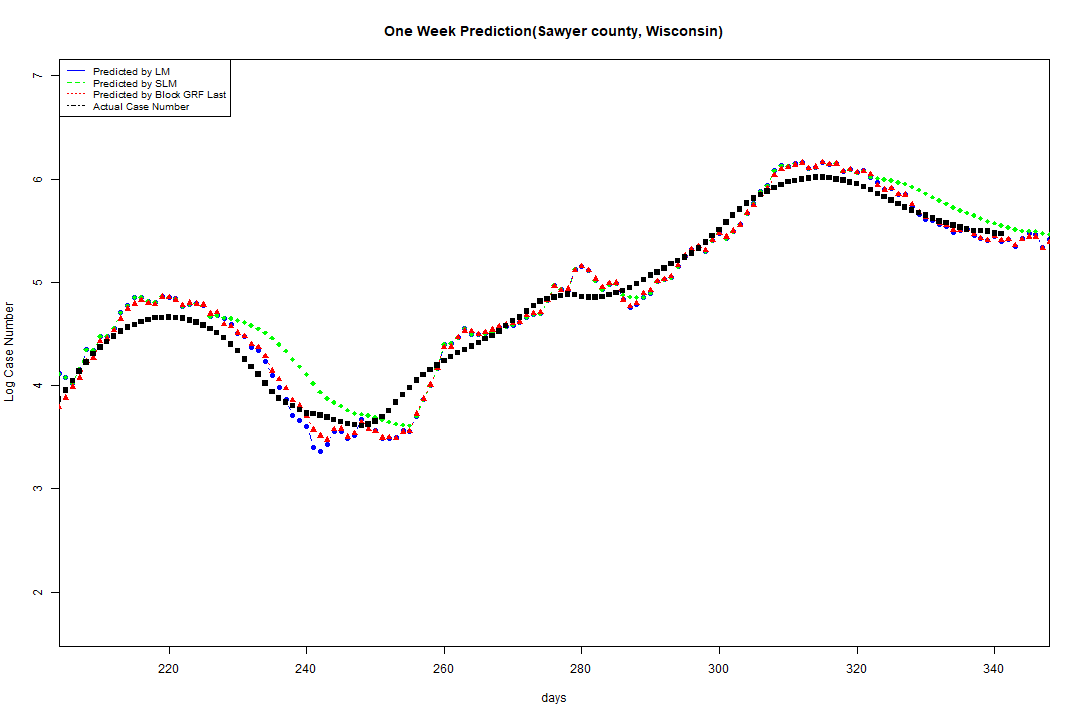 One Week Prediction(Sawyer county, Wisconsin)
Predicted by LM
Predicted by SLM
Predicted by Block GRF Last
Actual Case Number
Log Case Number
7
6
5
4
3
2
220 240 260 280 300 320 340
days